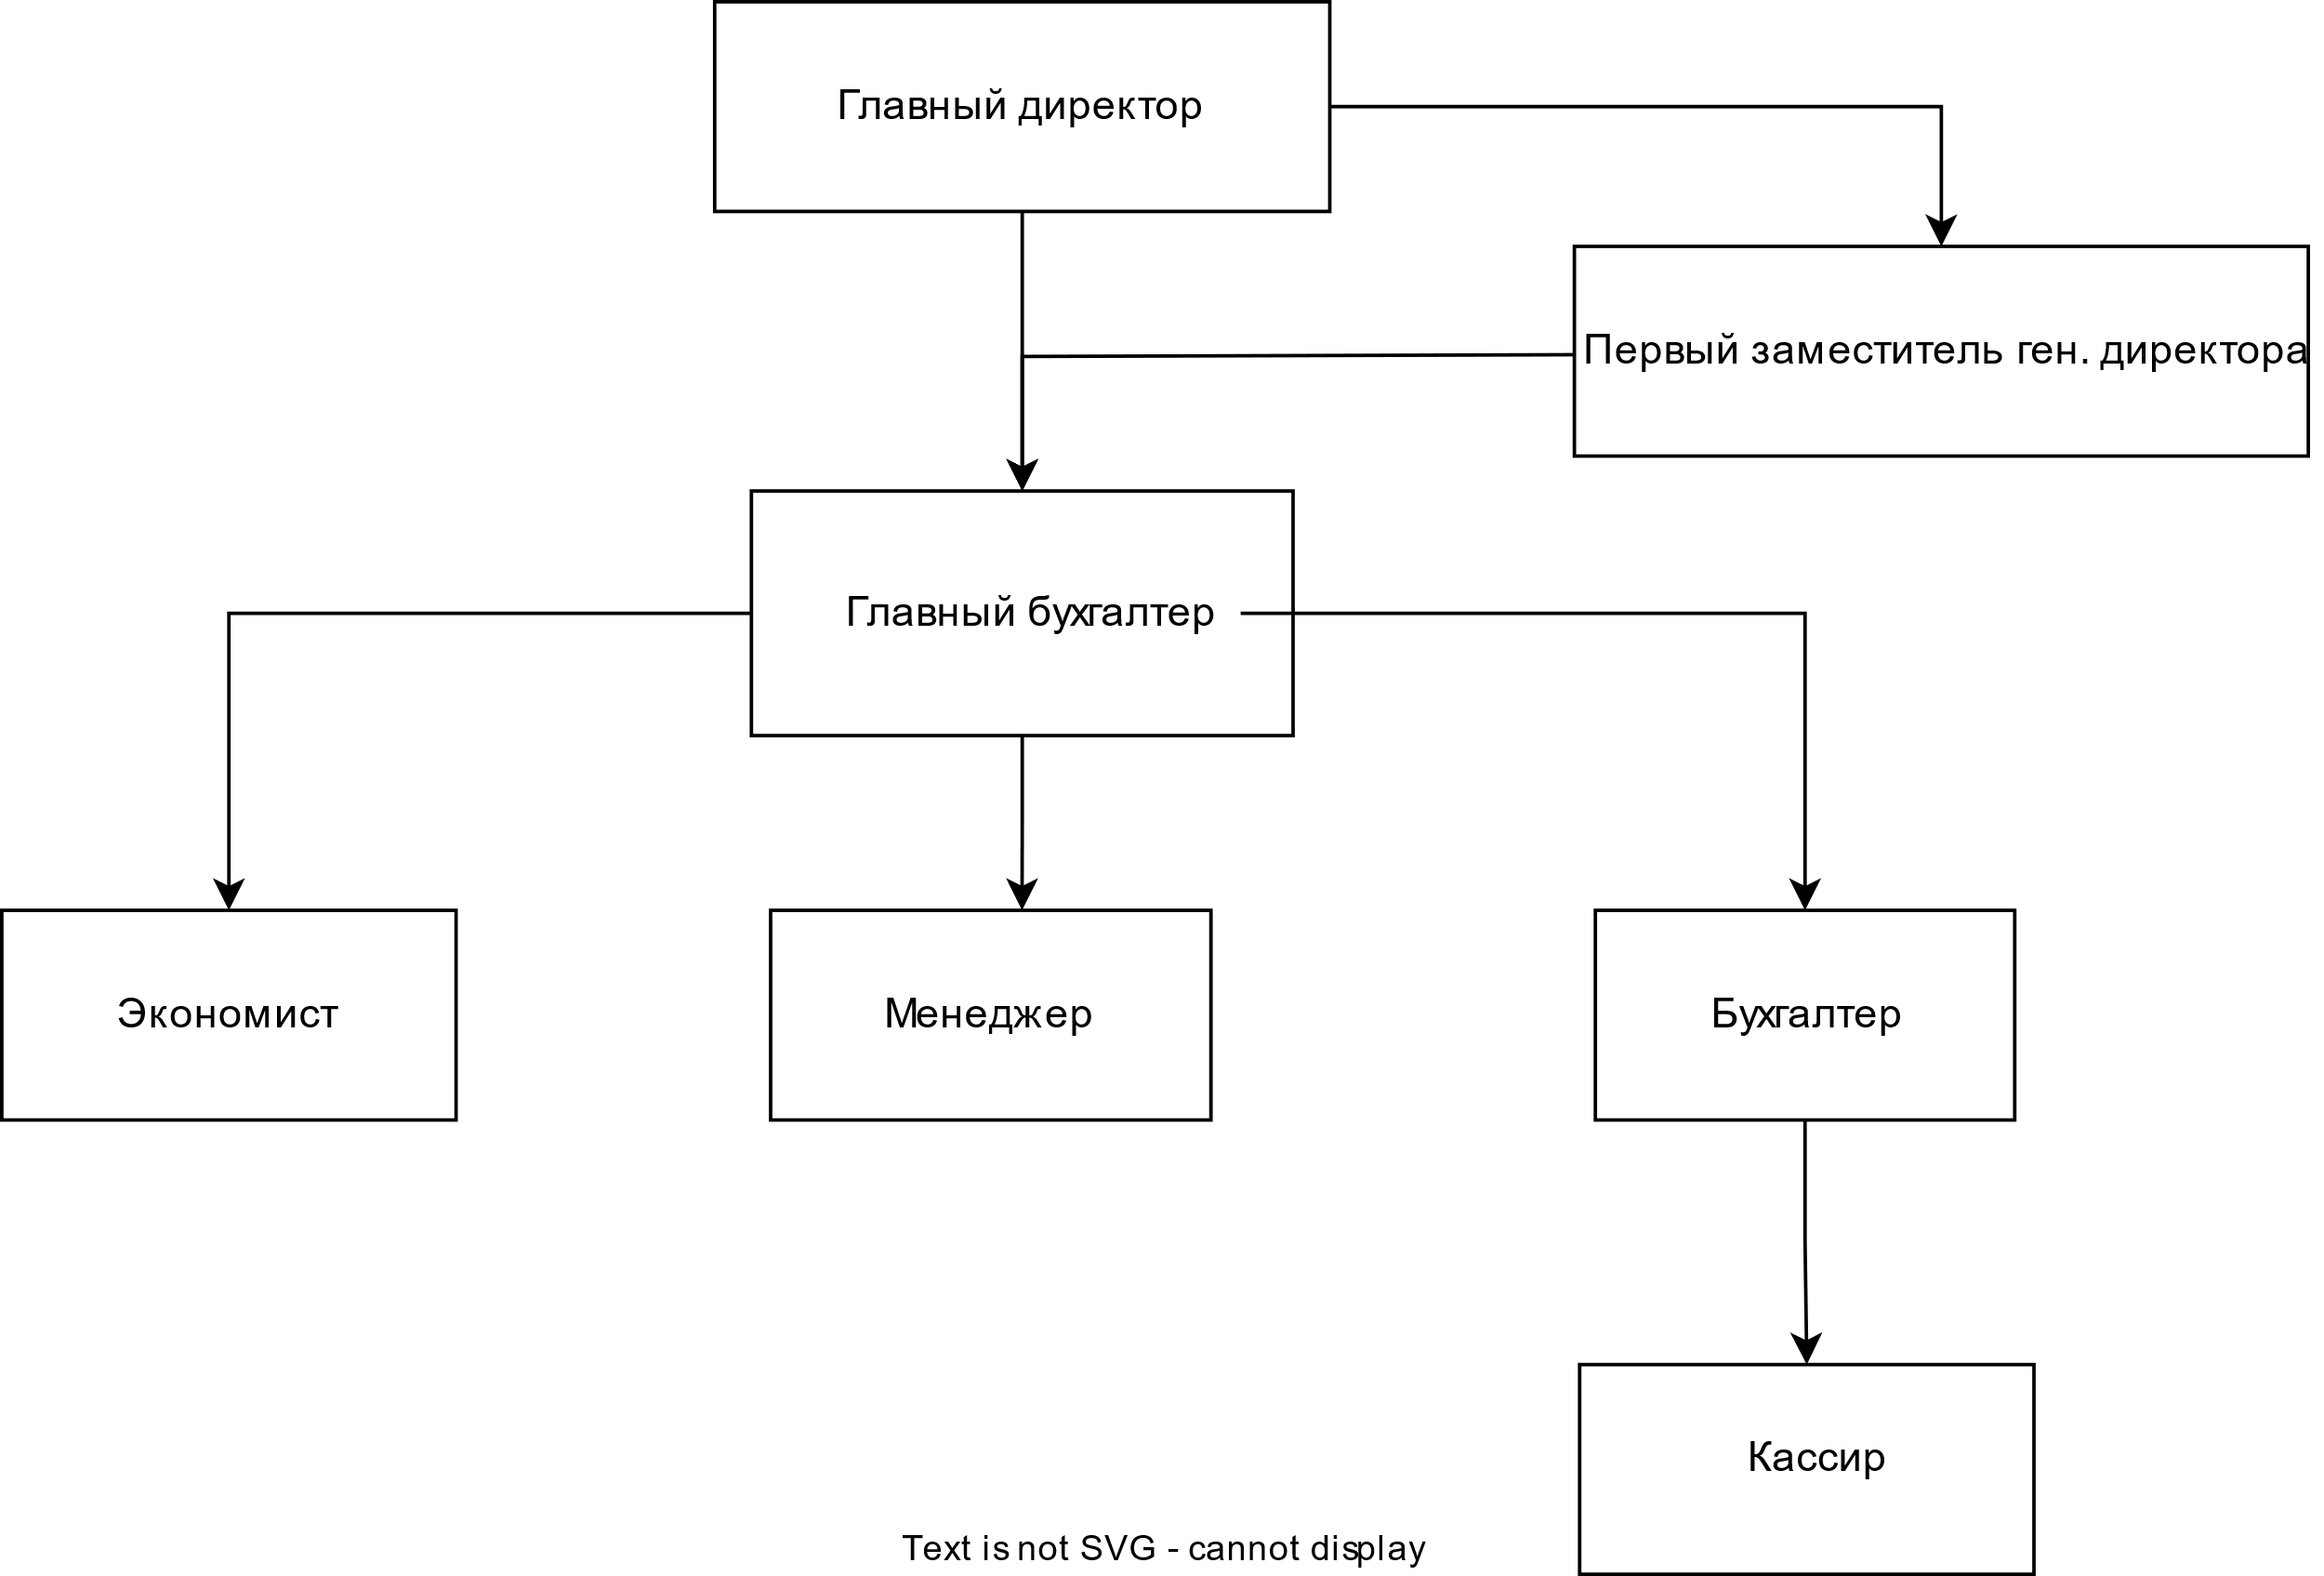 Главный директор
Первый заместитель ген. директора
Главный бухгалтер
Экономист
Менеджер
Бухгалтер
Кассир
Text is not SVG - cannot display